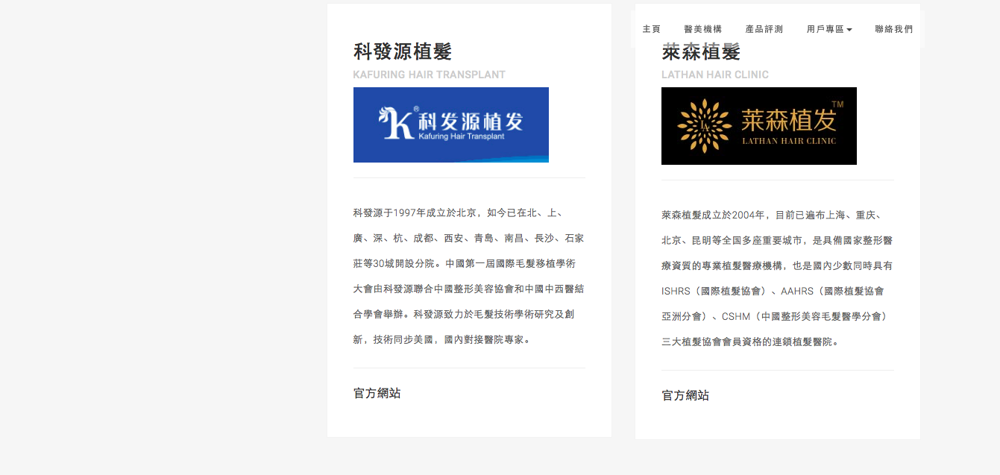 主頁 醫美機構 產品評測 用戶專區 聯絡我們
科發源植髮
KAFURING HAIR TRANSPLANT
K® 科发源植发
Kafuring Hair Transplant
科發源于1997年成立於北京，如今已在北、上、
廣、深、杭、成都、西安、青島、南昌、長沙、石家
莊等30城開設分院。中國第一屆國際毛髮移植學術
大會由科發源聯合中國整形美容協會和中國中西醫結
合學會舉辦。科發源致力於毛髮技術學術研究及創
新，技術同步美國，國內對接醫院專家。
官方網站
萊森植髮
LATHAN HAIR CLINIC
LA 莱森植发TM
LATHAN HAIR CLINIC
萊森植髮成立於2004年，目前已遍布上海、重庆、
北京、昆明等全国多座重要城市，是具備國家整形醫
療資質的專業植髮醫療機構，也是國內少數同時具有
ISHRS（國際植髮協會）、AAHRS（國際植髮協會
亞洲分會）、CSHM（中國整形美容毛髮醫學分會）
三大植髮協會會員資格的連鎖植髮醫院。
官方網站